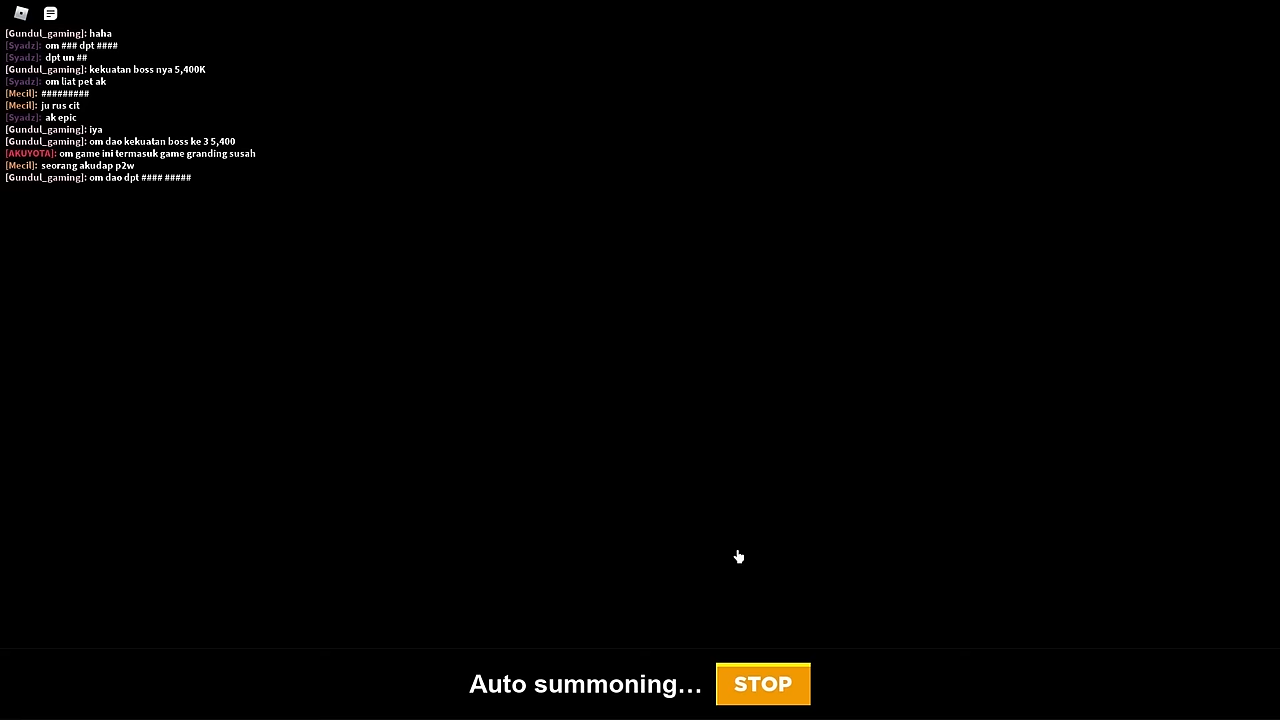 [Gundul_gaming]: haha
[Syadz]: om ### dpt ####
[Syadz]: dpt un ##
[Gundul_gaming]: kekuatan boss nya 5,400K
[Syadz]: om liat pet ak
[Mecil]: #########
[Mecil]: ju rus cit
[Syadz]: ak epic
[Gundul_gaming]: iya
[Gundul_gaming]: om dao kekuatan boss ke 3 5,400
[AKUYOTA]: om game ini termasuk game granding susah
[Mecil]: seorang akudap p2w
[Gundul_gaming]: om dao dpt #### #####
Auto summoning... STOP